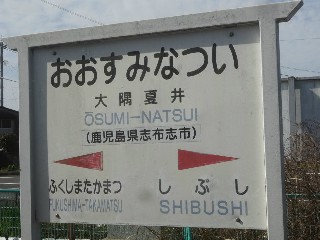 おおすみなつい
大隅夏井
ŌSUMI-NATSUI
(鹿児島県志布志市)
ふくしまたかまつ しぶし
FUKUSHIMA-TAKAMATSU SHIBUSHI